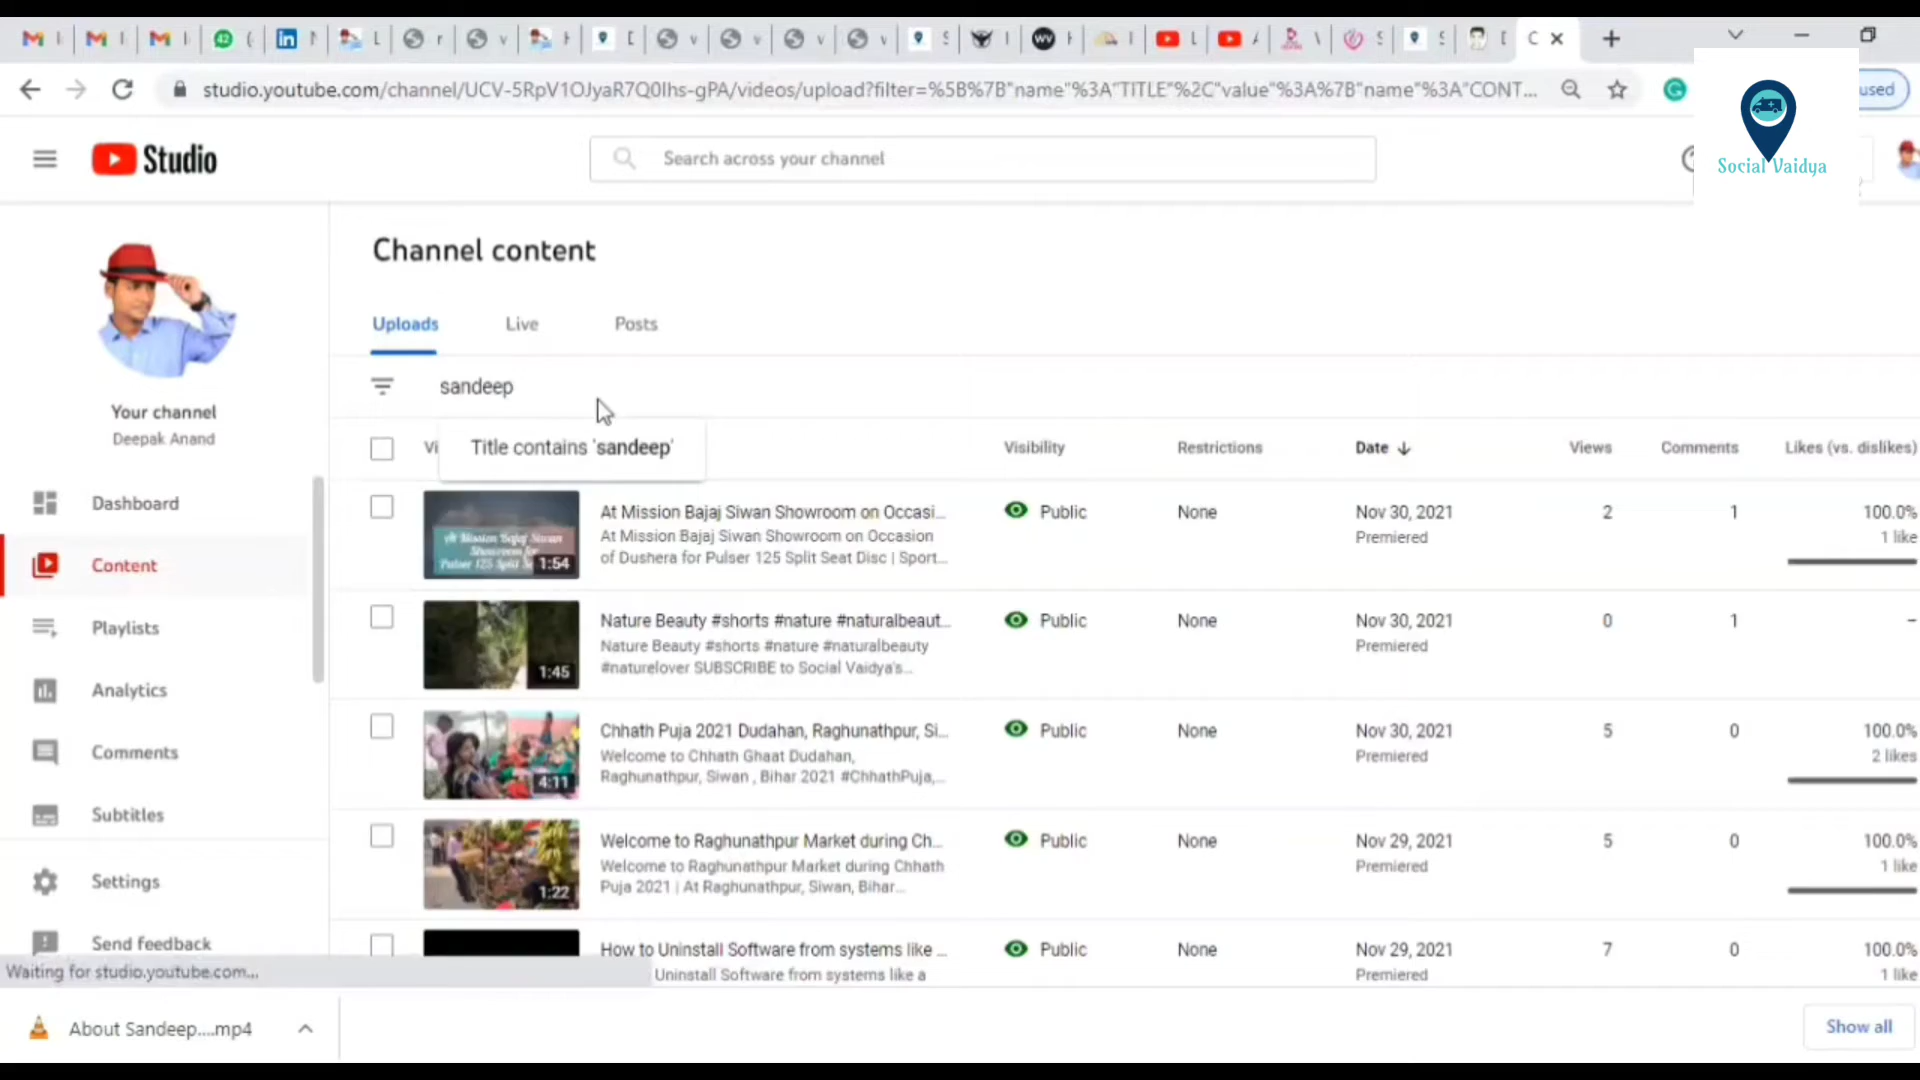 studio.youtube.com/channel/UCV-5RpV1OJyaR7Q0lhs-gPA/videos/upload?filter=%5B%7B"name"%3A"TITLE"%2C"value"%3A%7B"name"%3A"CONT...
used
Social Vaidya
Studio
Search across your channel
Channel content
Uploads Live Posts
sandeep
Title contains 'sandeep'
Your channel
Deepak Anand
Dashboard
Content
Playlists
Analytics
Comments
Subtitles
Settings
Send feedback
Visibility Restrictions Date Views Comments Likes (vs. dislikes)
At Mission Bajaj Siwan Showroom on Occasi... Public None Nov 30, 2021 2 1 100.0%
At Mission Bajaj Siwan Showroom on Occasion Premiered 1 like
of Dushera for Pulser 125 Split Seat Disc | Sport...
At Mission Bajaj Siwan
Showroom for
Pulser 125 Split
1:54
Nature Beauty #shorts #nature #naturalbeaut... Public None Nov 30, 2021 0 1 –
Nature Beauty #shorts #nature #naturalbeauty Premiered
#naturelover SUBSCRIBE to Social Vaidya's...
1:45
Chhath Puja 2021 Dudahan, Raghunathpur, Si... Public None Nov 30, 2021 5 0 100.0%
Welcome to Chhath Ghaat Dudahan, Premiered 2 likes
Raghunathpur, Siwan , Bihar 2021 #ChhathPuja,...
4:11
Welcome to Raghunathpur Market during Ch... Public None Nov 29, 2021 5 0 100.0%
Welcome to Raghunathpur Market during Chhath Premiered 1 like
Puja 2021 | At Raghunathpur, Siwan, Bihar...
1:22
How to Uninstall Software from systems like ... Public None Nov 29, 2021 7 0 100.0%
Uninstall Software from systems like a Premiered 1 like
Waiting for studio.youtube.com...
About Sandeep....mp4
Show all